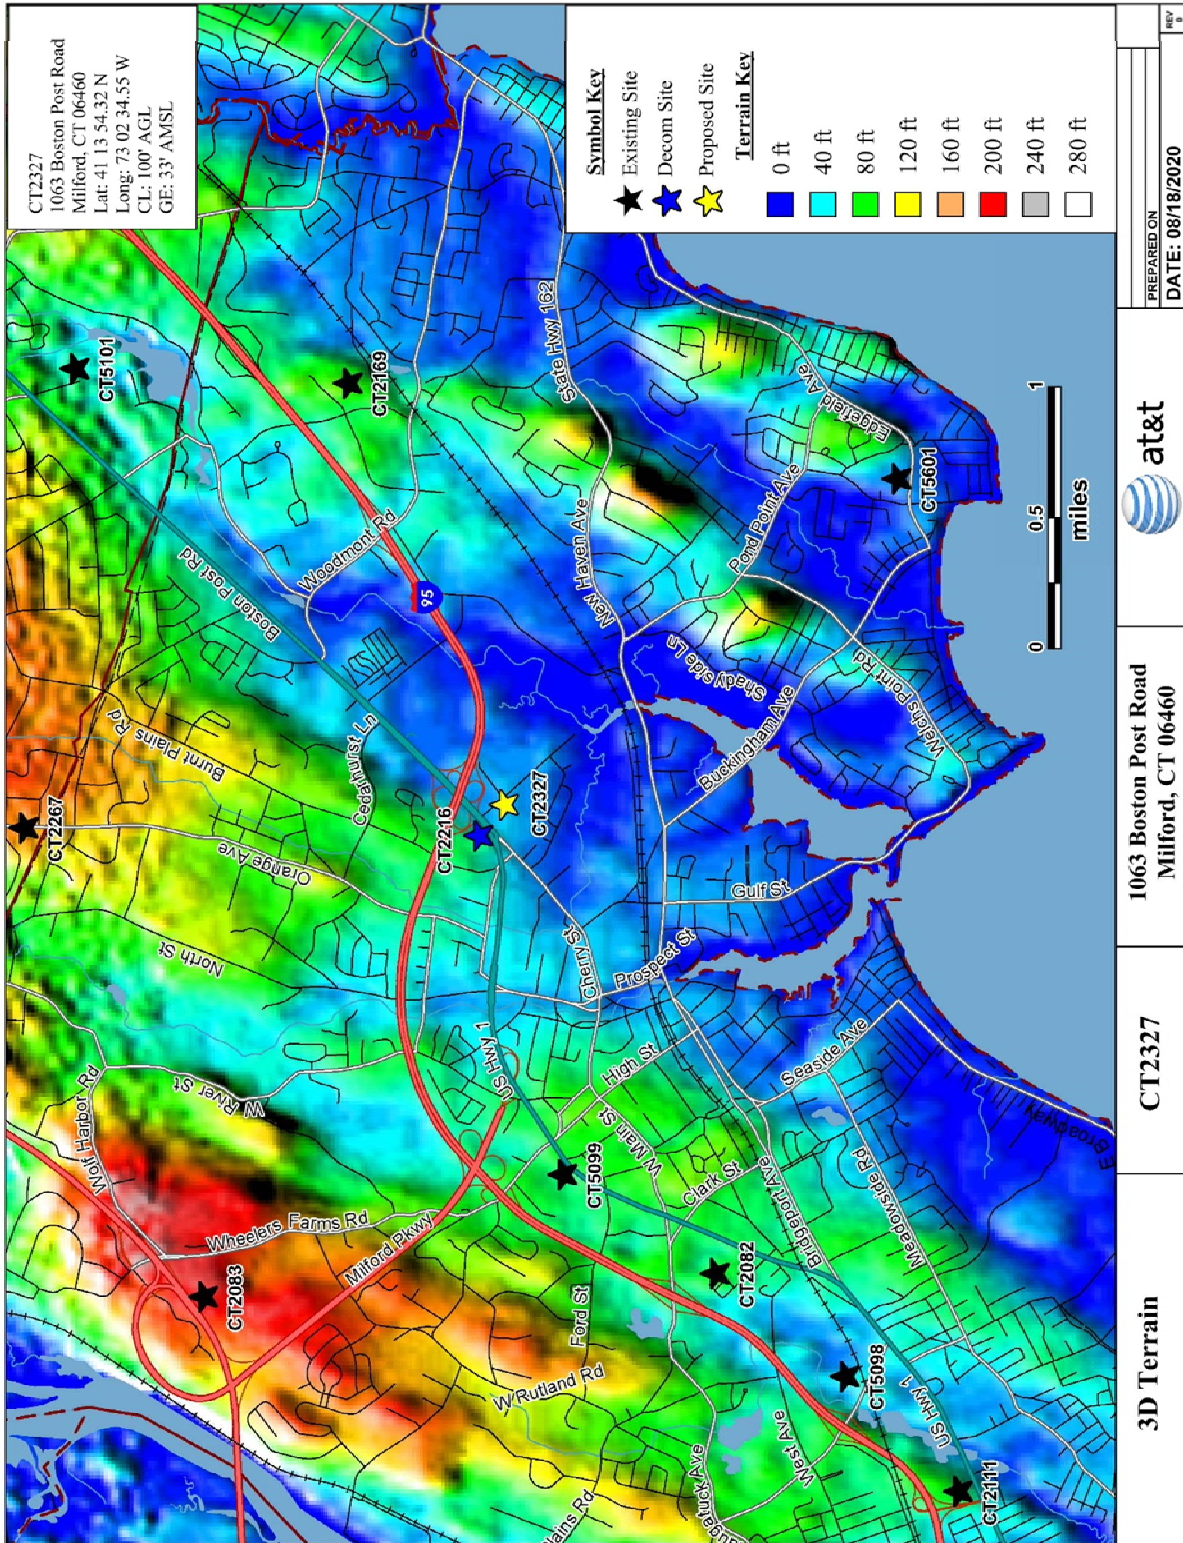 CT2327
1063 Boston Post Road
Milford, CT 06460
Lat: 41 13 54.32 N
Long: 73 02 34.55 W
CL: 100' AGL
GE: 33' AMSL
Symbol Key
Existing Site
Decom Site
Proposed Site
Terrain Key
0 ft
40 ft
80 ft
120 ft
160 ft
200 ft
240 ft
280 ft
CT5101
CT2169
State Hwy 162
Edgefield Ave
CT5601
Boston Post Rd
Woodmont Rd
95
New Haven Ave
Pond Point Ave
Shadyside Ln
Buckingham Ave
Welchs Point Rd
Burnt Plains Rd
Cedarhurst Ln
CT2267
Orange Ave
CT2216
CT2327
Gulf St
North St
Cherry St
Prospect St
US Hwy 1
High St
Seaside Ave
E Broadway
Wolf Harbor Rd
W River St
W Main St
CT5099
Clark St
Bridgeport Ave
Meadowside Rd
Wheelers Farms Rd
Milford Pkwy
CT2083
Ford St
CT2082
W Rutland Rd
CT5098
US Hwy 1
West Ave
augatuck Ave
lains Rd
CT2111
0
0.5
1
miles
3D Terrain
CT2327
1063 Boston Post Road
Milford, CT 06460
at&t
PREPARED ON
DATE: 08/18/2020
REV
0